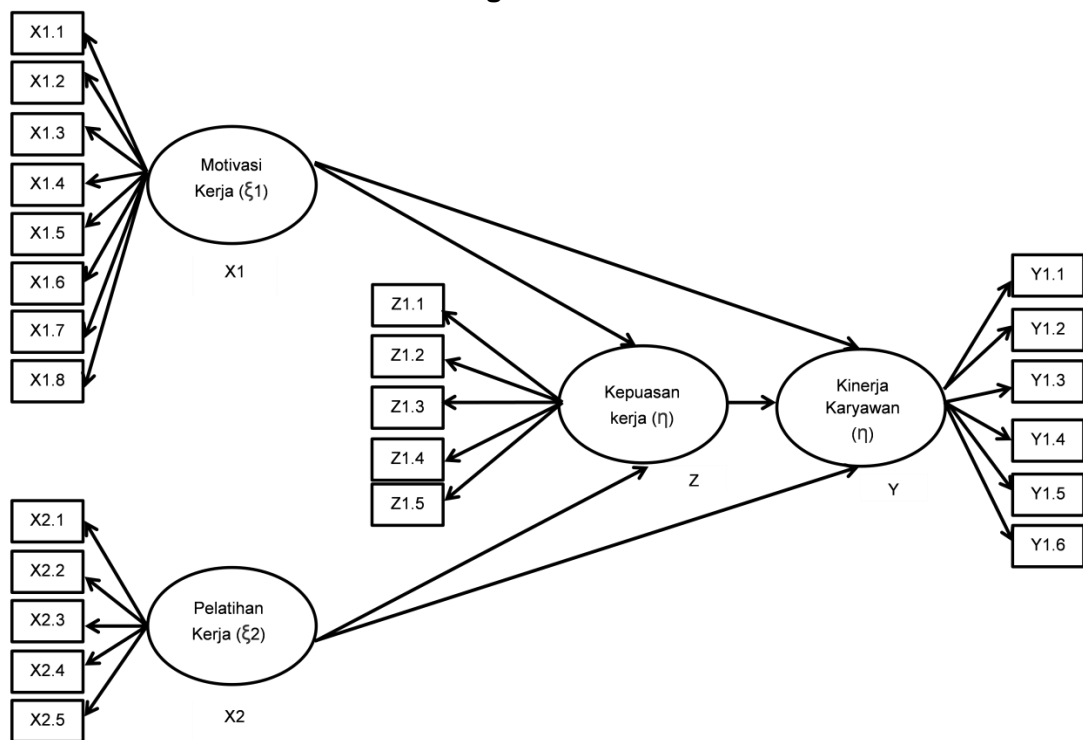 X1.1
X1.2
X1.3
X1.4
X1.5
X1.6
X1.7
X1.8
Motivasi
Kerja (ξ1)
X1
Z1.1
Z1.2
Z1.3
Z1.4
Z1.5
Kepuasan
kerja (η)
Z
Kinerja
Karyawan
(η)
Y
Y1.1
Y1.2
Y1.3
Y1.4
Y1.5
Y1.6
X2.1
X2.2
X2.3
X2.4
X2.5
Pelatihan
Kerja (ξ2)
X2